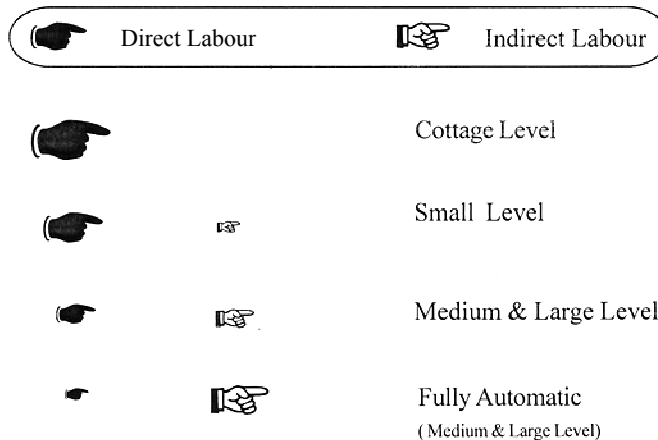 Direct Labour Indirect Labour
Cottage Level
Small Level
Medium & Large Level
Fully Automatic
( Medium & Large Level)